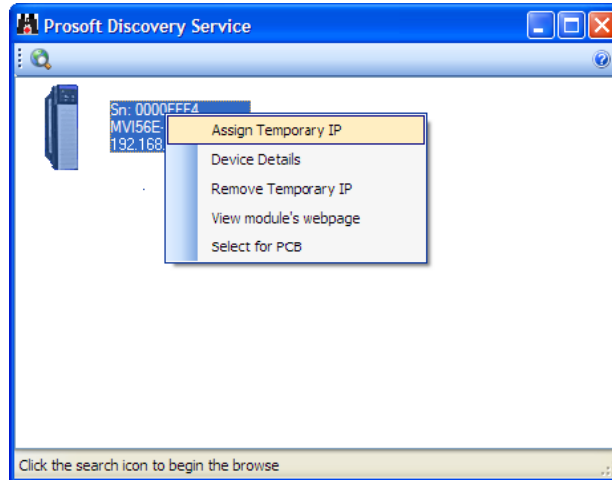 Prosoft Discovery Service
Sn: 0000FFF4
MVI56E-
192.168.
Assign Temporary IP
Device Details
Remove Temporary IP
View module's webpage
Select for PCB
Click the search icon to begin the browse